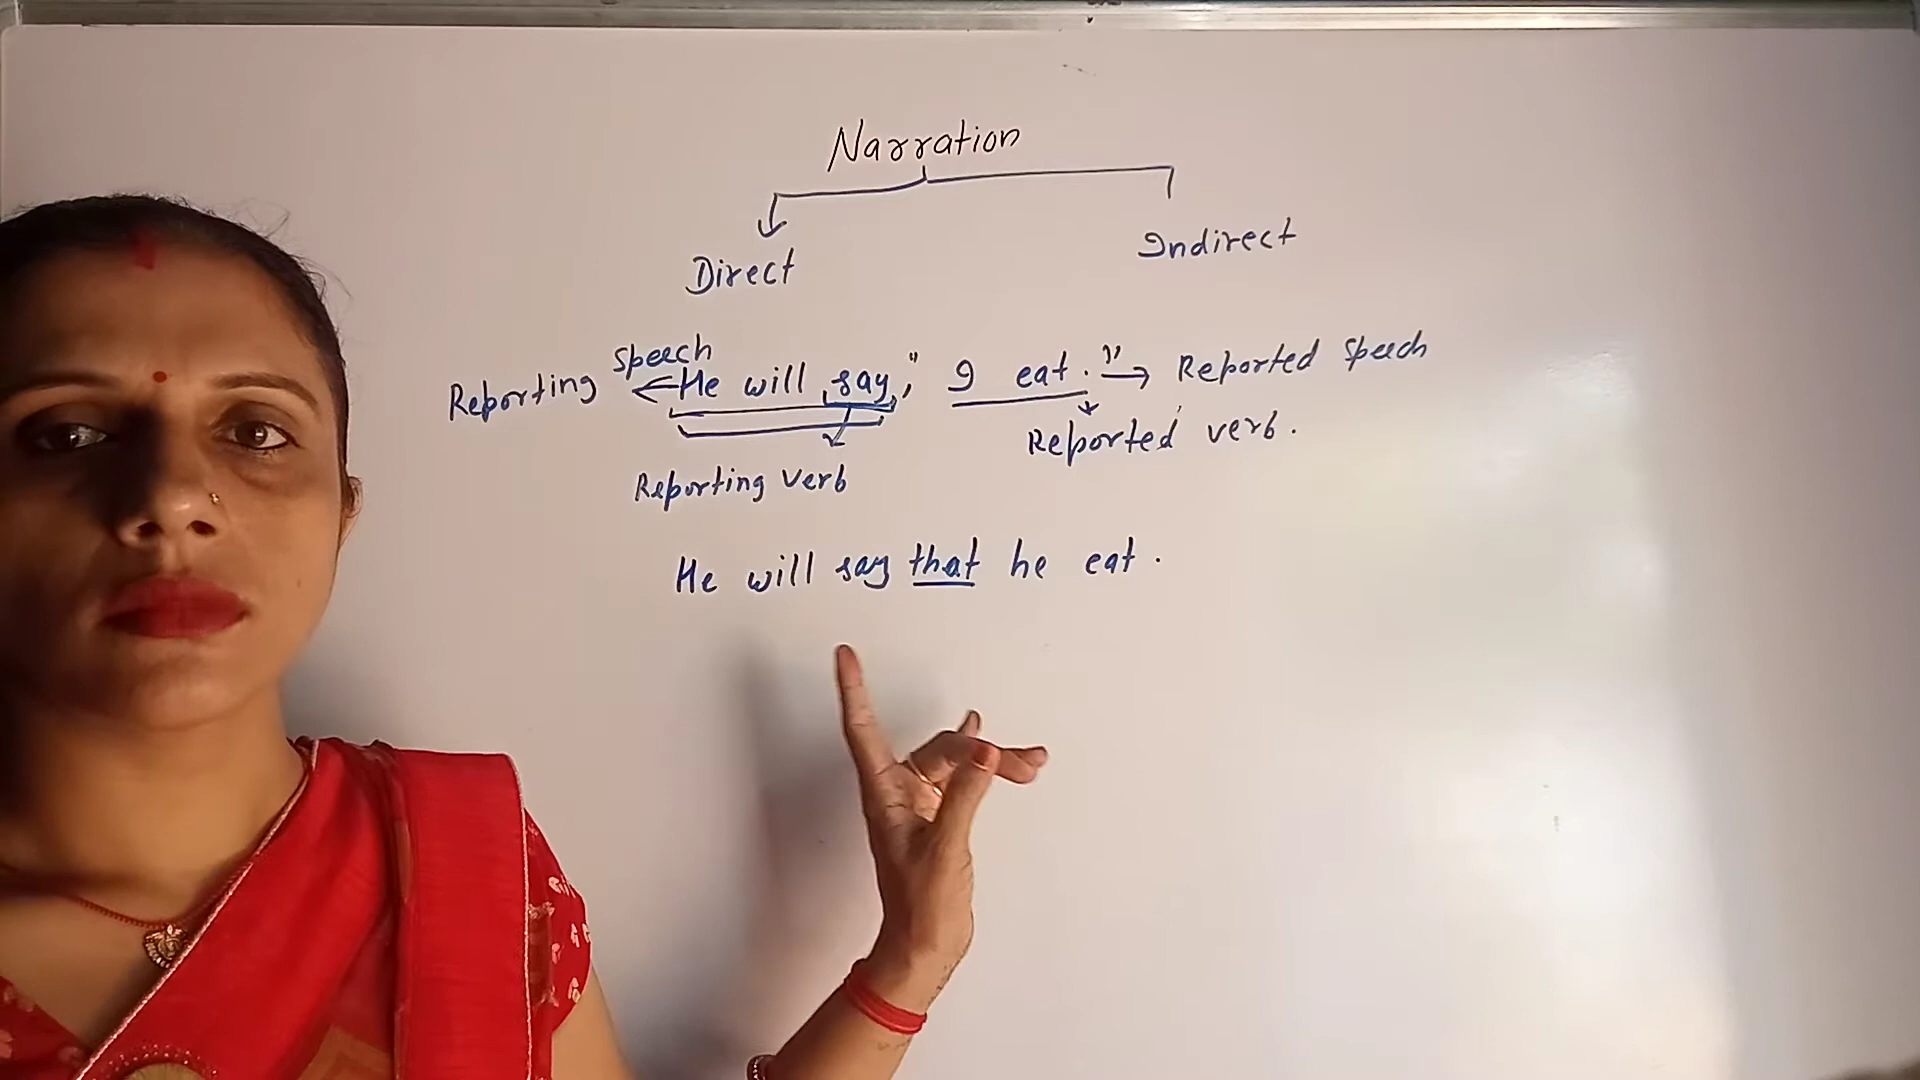 Narration
Direct
Indirect
Reporting Speech He will say," I eat." Reported speech
Reporting verb
Reported verb.
He will say that he eat.